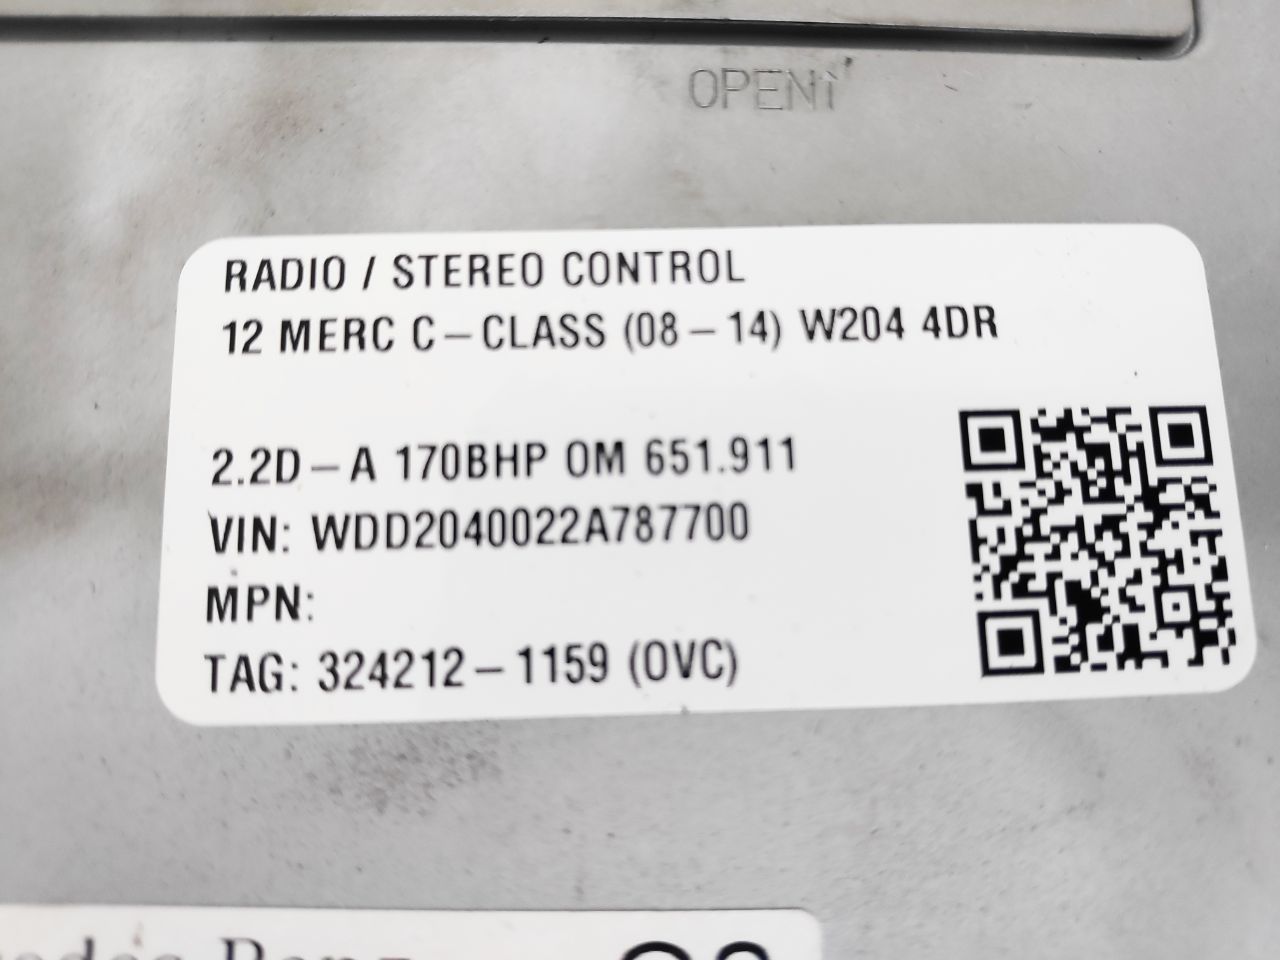 OPEN↑
RADIO / STEREO CONTROL
12 MERC C-CLASS (08-14) W204 4DR
2.2D-A 170BHP OM 651.911
VIN: WDD2040022A787700
MPN:
TAG: 324212-1159 (OVC)